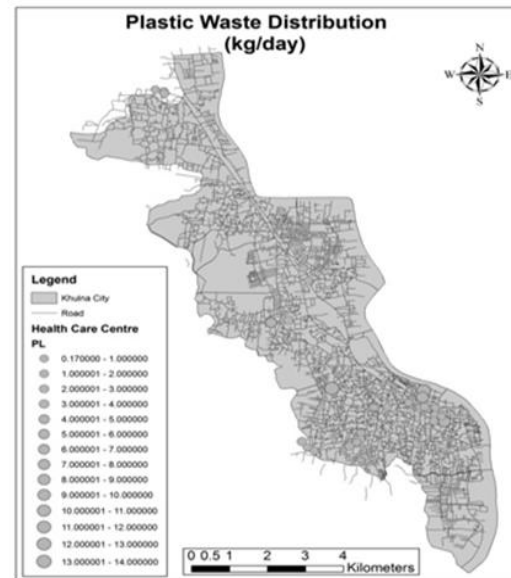 Plastic Waste Distribution
(kg/day)
N
W E
S
Legend
Khulna City
Road
Health Care Centre
PL
0.170000 - 1.000000
1.000001 - 2.000000
2.000001 - 3.000000
3.000001 - 4.000000
4.000001 - 5.000000
5.000001 - 6.000000
6.000001 - 7.000000
7.000001 - 8.000000
8.000001 - 9.000000
9.000001 - 10.000000
10.000001 - 11.000000
11.000001 - 12.000000
12.000001 - 13.000000
13.000001 - 14.000000
0 0.5 1 2 3 4
Kilometers